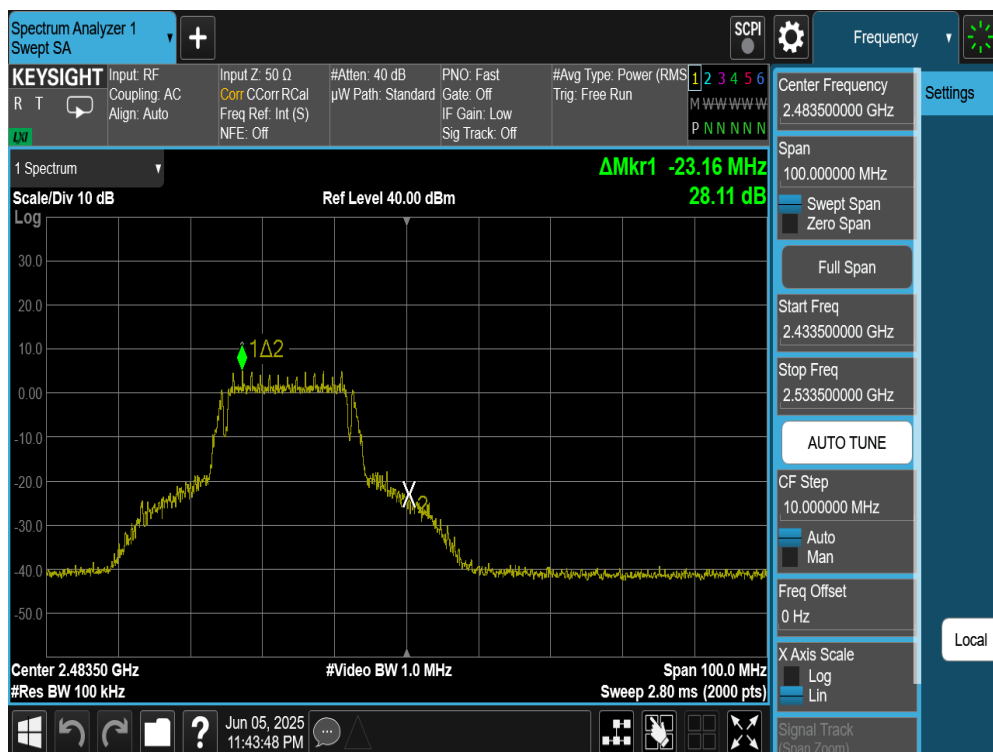 Spectrum Analyzer 1
Swept SA
+
SCPI
Frequency
KEYSIGHT
R T
LXI
Input: RF
Coupling: AC
Align: Auto
Input Z: 50 Ω
Corr CCorr RCal
Freq Ref: Int (S)
NFE: Off
#Atten: 40 dB
µW Path: Standard
PNO: Fast
Gate: Off
IF Gain: Low
Sig Track: Off
#Avg Type: Power (RMS
Trig: Free Run
1 2 3 4 5 6
M W W W W W
P N N N N N
1 Spectrum
Scale/Div 10 dB
Ref Level 40.00 dBm
ΔMkr1 -23.16 MHz
28.11 dB
Log
30.0
20.0
10.0
0.00
-10.0
-20.0
-30.0
-40.0
-50.0
1Δ2
X2
Center 2.48350 GHz
#Video BW 1.0 MHz
Span 100.0 MHz
#Res BW 100 kHz
Sweep 2.80 ms (2000 pts)
Center Frequency
2.483500000 GHz
Span
100.000000 MHz
Swept Span
Zero Span
Full Span
Start Freq
2.433500000 GHz
Stop Freq
2.533500000 GHz
AUTO TUNE
CF Step
10.000000 MHz
Auto
Man
Freq Offset
0 Hz
X Axis Scale
Log
Lin
Signal Track
(Span Zoom)
Settings
Local
?
Jun 05, 2025
11:43:48 PM